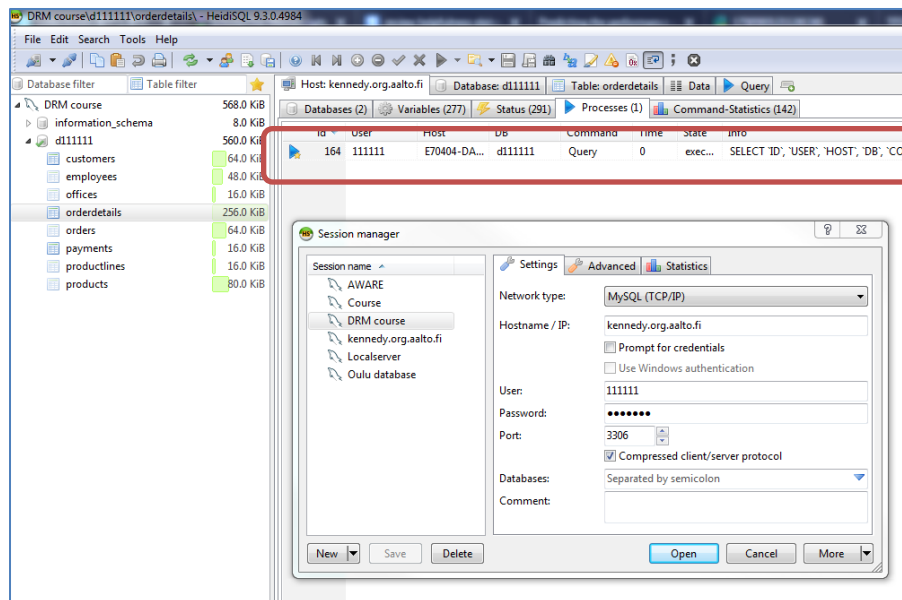 DRM course\d111111\orderdetails\ - HeidiSQL 9.3.0.4984
File Edit Search Tools Help
Database filter Table filter
Host: kennedy.org.aalto.fi Database: d111111 Table: orderdetails Data Query
DRM course 568.0 KiB
Databases (2) Variables (277) Status (291) Processes (1) Command-Statistics (142)
information_schema 8.0 KiB
d111111 560.0 KiB
Id User Host DB Command Time State Info
customers 64.0 KiB
164 111111 E70404-DA... d111111 Query 0 exec... SELECT `ID`, `USER`, `HOST`, `DB`, `CO
employees 48.0 KiB
offices 16.0 KiB
orderdetails 256.0 KiB
orders 64.0 KiB
payments 16.0 KiB
productlines 16.0 KiB
products 80.0 KiB
Session manager
Session name
AWARE
Course
DRM course
kennedy.org.aalto.fi
Localserver
Oulu database
Settings Advanced Statistics
Network type: MySQL (TCP/IP)
Hostname / IP: kennedy.org.aalto.fi
Prompt for credentials
Use Windows authentication
User: 111111
Password: •••••••
Port: 3306
Compressed client/server protocol
Databases: Separated by semicolon
Comment:
New Save Delete Open Cancel More